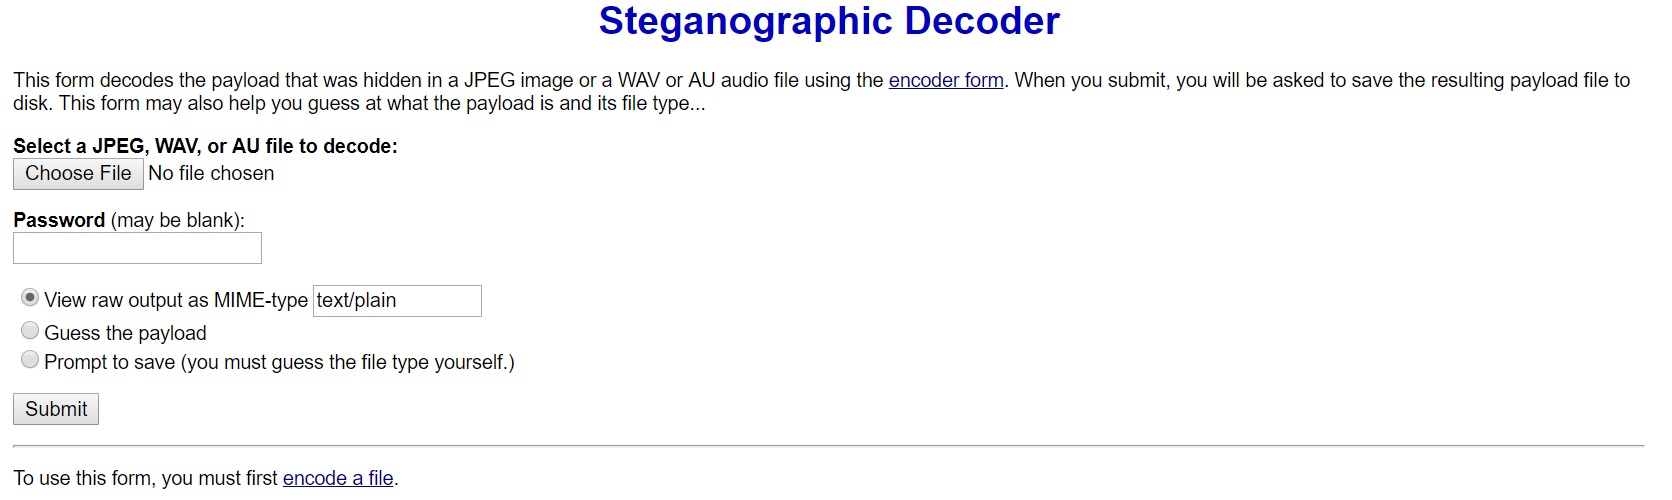 Steganographic Decoder
This form decodes the payload that was hidden in a JPEG image or a WAV or AU audio file using the encoder form. When you submit, you will be asked to save the resulting payload file to
disk. This form may also help you guess at what the payload is and its file type...
Select a JPEG, WAV, or AU file to decode:
Choose File No file chosen
Password (may be blank):
View raw output as MIME-type text/plain
Guess the payload
Prompt to save (you must guess the file type yourself.)
Submit
To use this form, you must first encode a file.